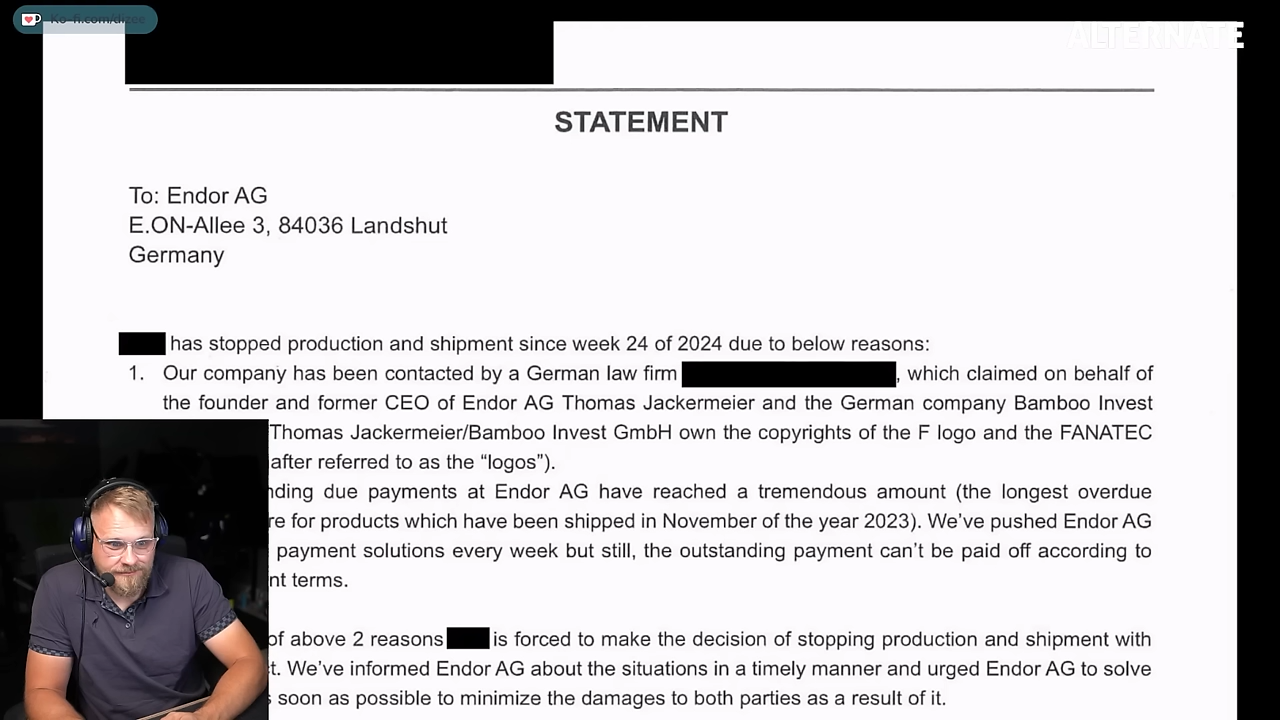 Ko-fi.com/dizee
ALTERNATE
STATEMENT
To: Endor AG
E.ON-Allee 3, 84036 Landshut
Germany
has stopped production and shipment since week 24 of 2024 due to below reasons:
1. Our company has been contacted by a German law firm , which claimed on behalf of
the founder and former CEO of Endor AG Thomas Jackermeier and the German company Bamboo Invest
Thomas Jackermeier/Bamboo Invest GmbH own the copyrights of the F logo and the FANATEC
after referred to as the “logos”).
nding due payments at Endor AG have reached a tremendous amount (the longest overdue
re for products which have been shipped in November of the year 2023). We’ve pushed Endor AG
payment solutions every week but still, the outstanding payment can’t be paid off according to
nt terms.
of above 2 reasons is forced to make the decision of stopping production and shipment with
t. We’ve informed Endor AG about the situations in a timely manner and urged Endor AG to solve
s soon as possible to minimize the damages to both parties as a result of it.